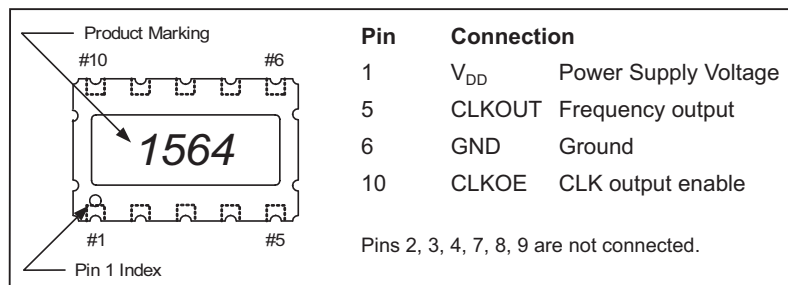 Product Marking
#10 #6
1564
#1 #5
Pin 1 Index
Pin Connection
1 VDD Power Supply Voltage
5 CLKOUT Frequency output
6 GND Ground
10 CLKOE CLK output enable
Pins 2, 3, 4, 7, 8, 9 are not connected.